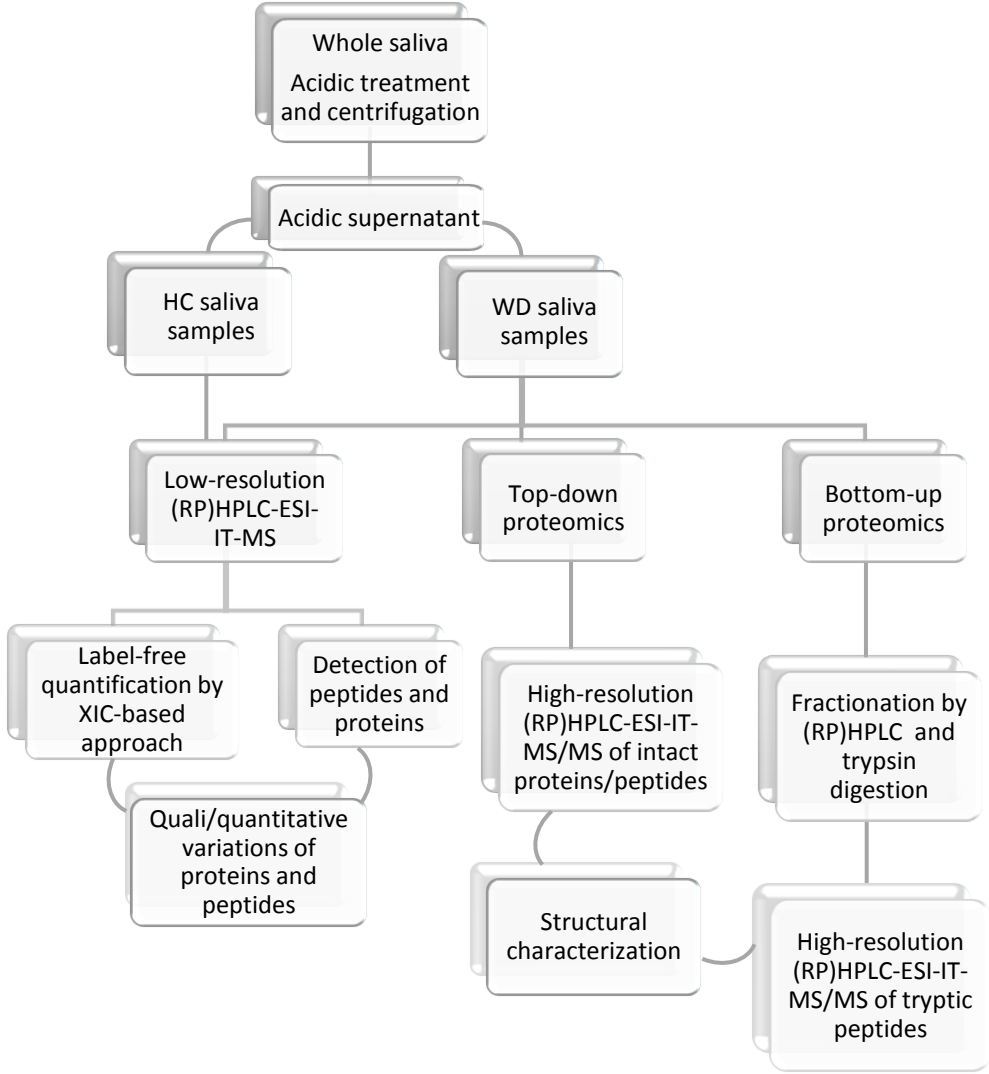 Whole saliva
Acidic treatment
and centrifugation
Acidic supernatant
HC saliva
samples
WD saliva
samples
Low-resolution
(RP)HPLC-ESI-
IT-MS
Top-down
proteomics
Bottom-up
proteomics
Label-free
quantification by
XIC-based
approach
Detection of
peptides and
proteins
High-resolution
(RP)HPLC-ESI-IT-
MS/MS of intact
proteins/peptides
Fractionation by
(RP)HPLC and
trypsin
digestion
Quali/quantitative
variations of
proteins and
peptides
Structural
characterization
High-resolution
(RP)HPLC-ESI-IT-
MS/MS of tryptic
peptides